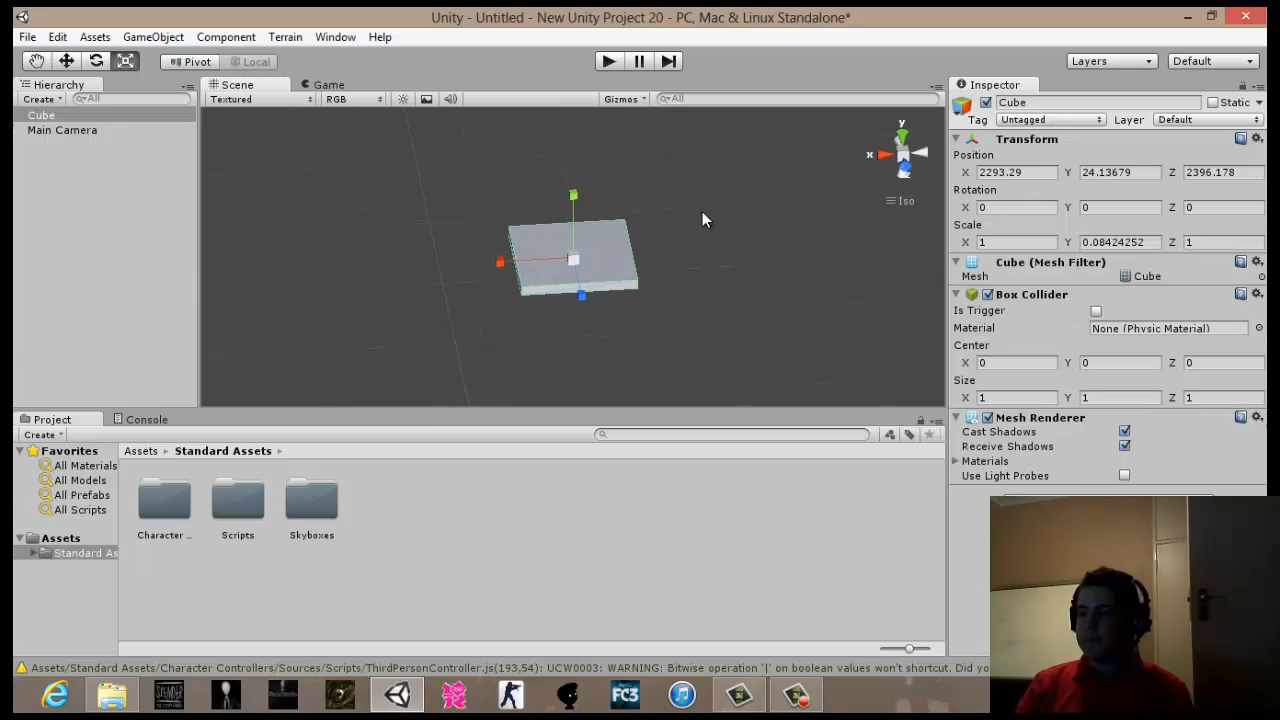 Unity - Untitled - New Unity Project 20 - PC, Mac & Linux Standalone*
File Edit Assets GameObject Component Terrain Window Help
Pivot Local Layers Default
Hierarchy Scene Game Inspector
Create All Textured RGB Gizmos All
Cube
Main Camera
y
x
Iso
Cube Static
Tag Untagged Layer Default
Transform
Position
X 2293.29 Y 24.13679 Z 2396.178
Rotation
X 0 Y 0 Z 0
Scale
X 1 Y 0.08424252 Z 1
Cube (Mesh Filter)
Mesh Cube
Box Collider
Is Trigger
Material None (Physic Material)
Center
X 0 Y 0 Z 0
Size
X 1 Y 1 Z 1
Mesh Renderer
Cast Shadows
Receive Shadows
Materials
Use Light Probes
Project Console
Create
Favorites
All Materials
All Models
All Prefabs
All Scripts
Assets
Standard As
Assets Standard Assets
Character ... Scripts Skyboxes
Assets/Standard Assets/Character Controllers/Sources/Scripts/ThirdPersonController.js(193,54): UCW0003: WARNING: Bitwise operation '|' on boolean values won't shortcut. Did yo
FC3